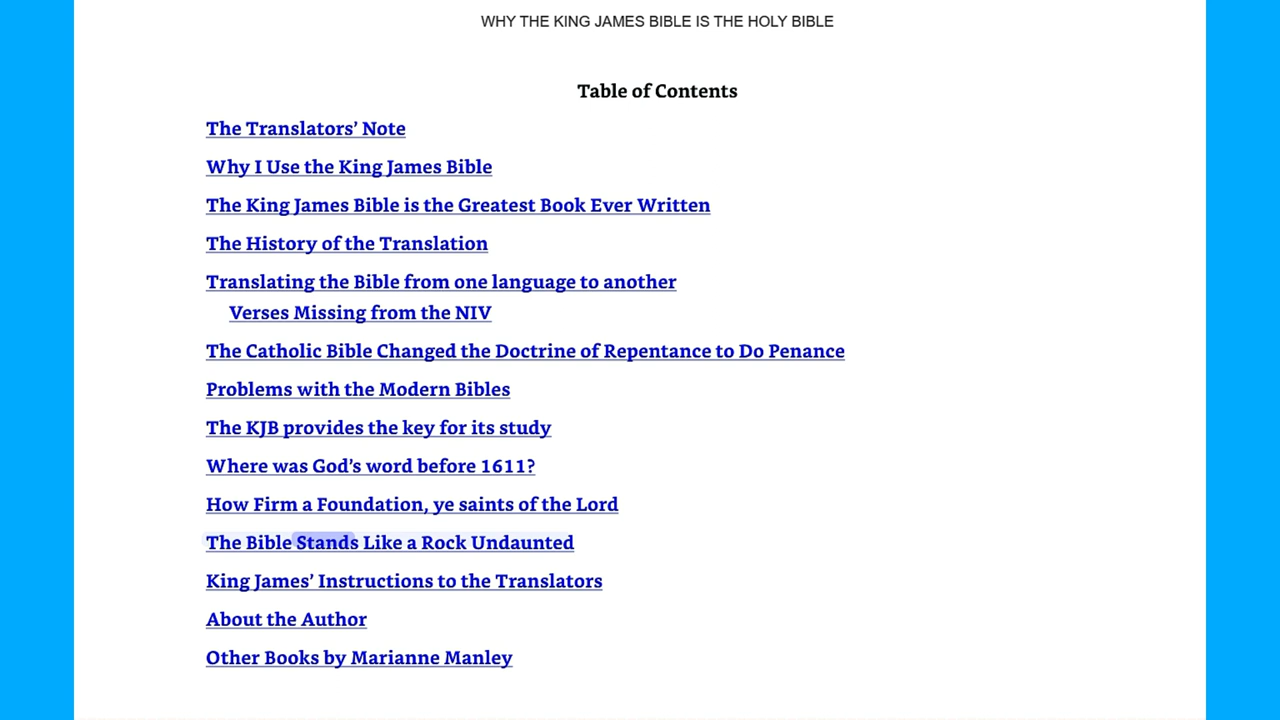 WHY THE KING JAMES BIBLE IS THE HOLY BIBLE
Table of Contents
The Translators’ Note
Why I Use the King James Bible
The King James Bible is the Greatest Book Ever Written
The History of the Translation
Translating the Bible from one language to another
Verses Missing from the NIV
The Catholic Bible Changed the Doctrine of Repentance to Do Penance
Problems with the Modern Bibles
The KJB provides the key for its study
Where was God’s word before 1611?
How Firm a Foundation, ye saints of the Lord
The Bible Stands Like a Rock Undaunted
King James’ Instructions to the Translators
About the Author
Other Books by Marianne Manley